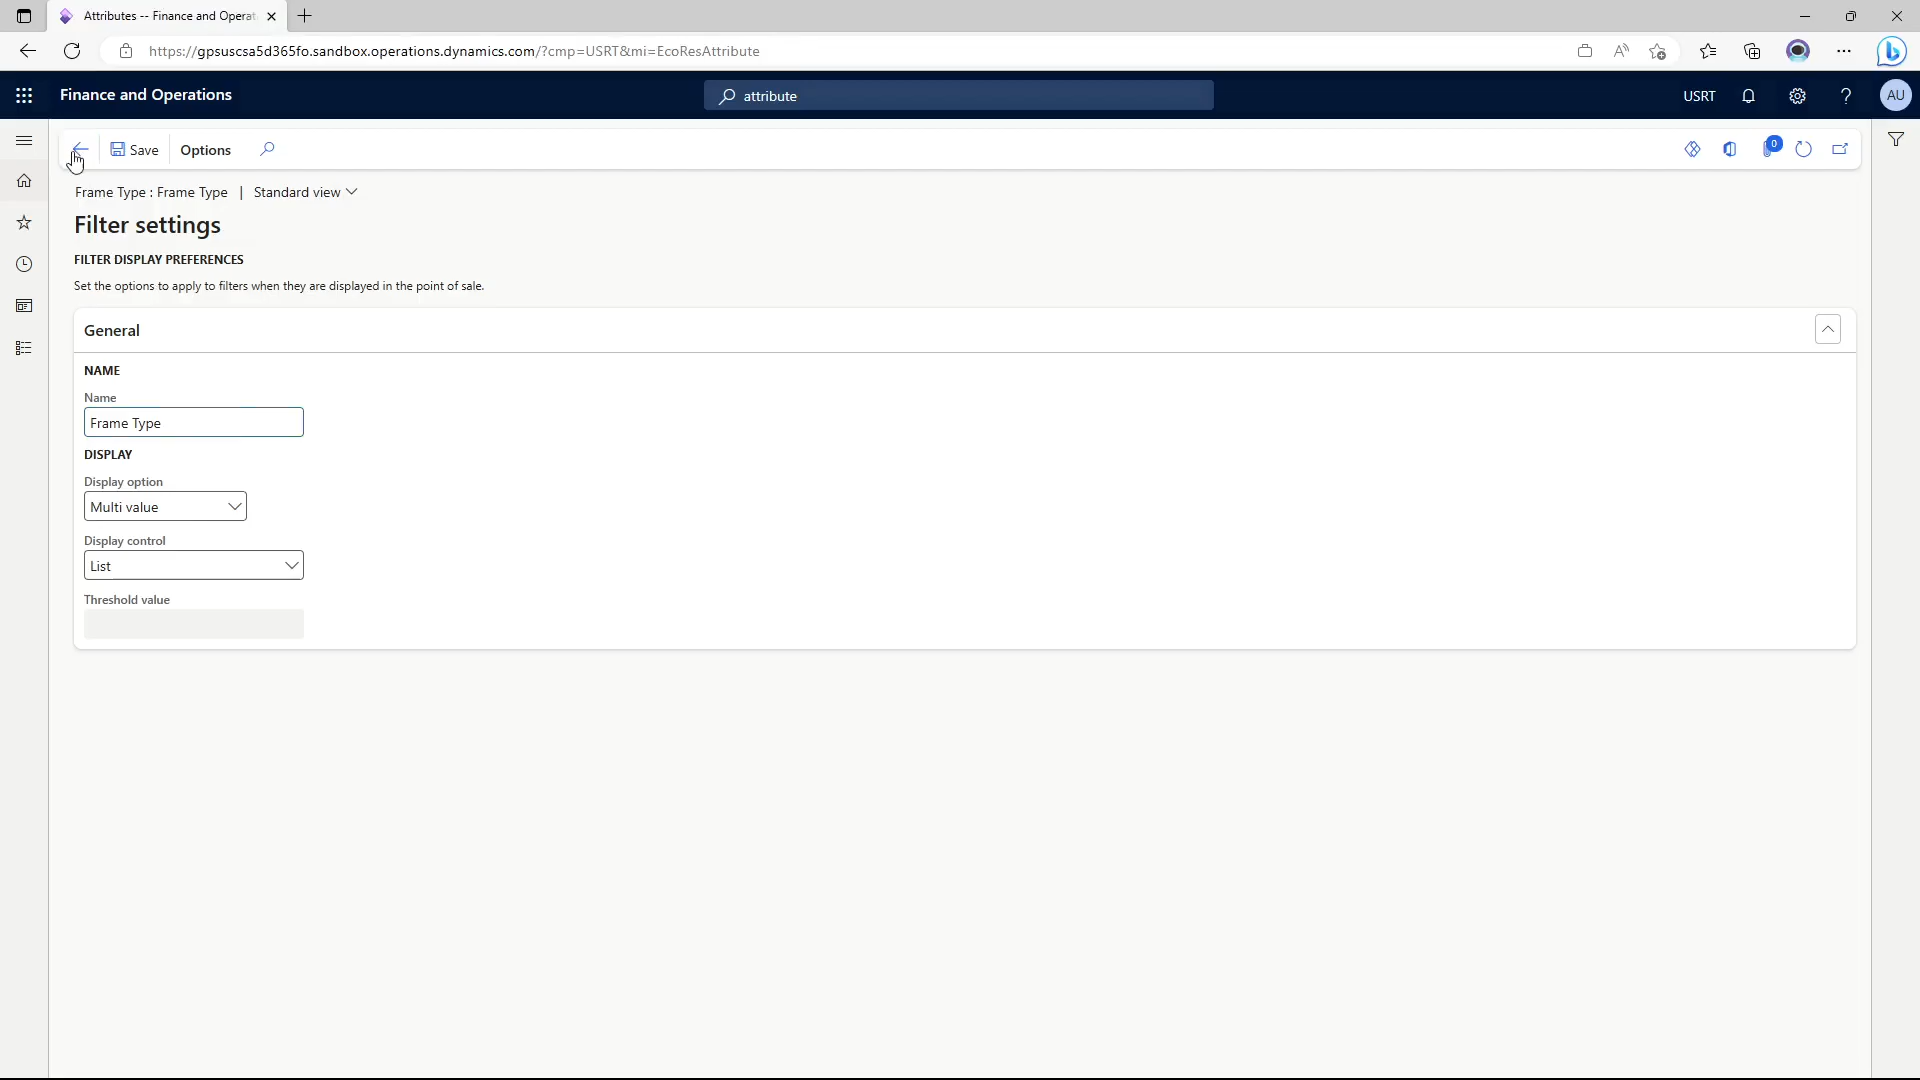 Attributes -- Finance and Operat
https://gpsuscsa5d365fo.sandbox.operations.dynamics.com/?cmp=USRT&mi=EcoResAttribute
Finance and Operations
attribute
USRT
AU
Save
Options
0
Frame Type : Frame Type | Standard view
Filter settings
FILTER DISPLAY PREFERENCES
Set the options to apply to filters when they are displayed in the point of sale.
General
NAME
Name
Frame Type
DISPLAY
Display option
Multi value
Display control
List
Threshold value